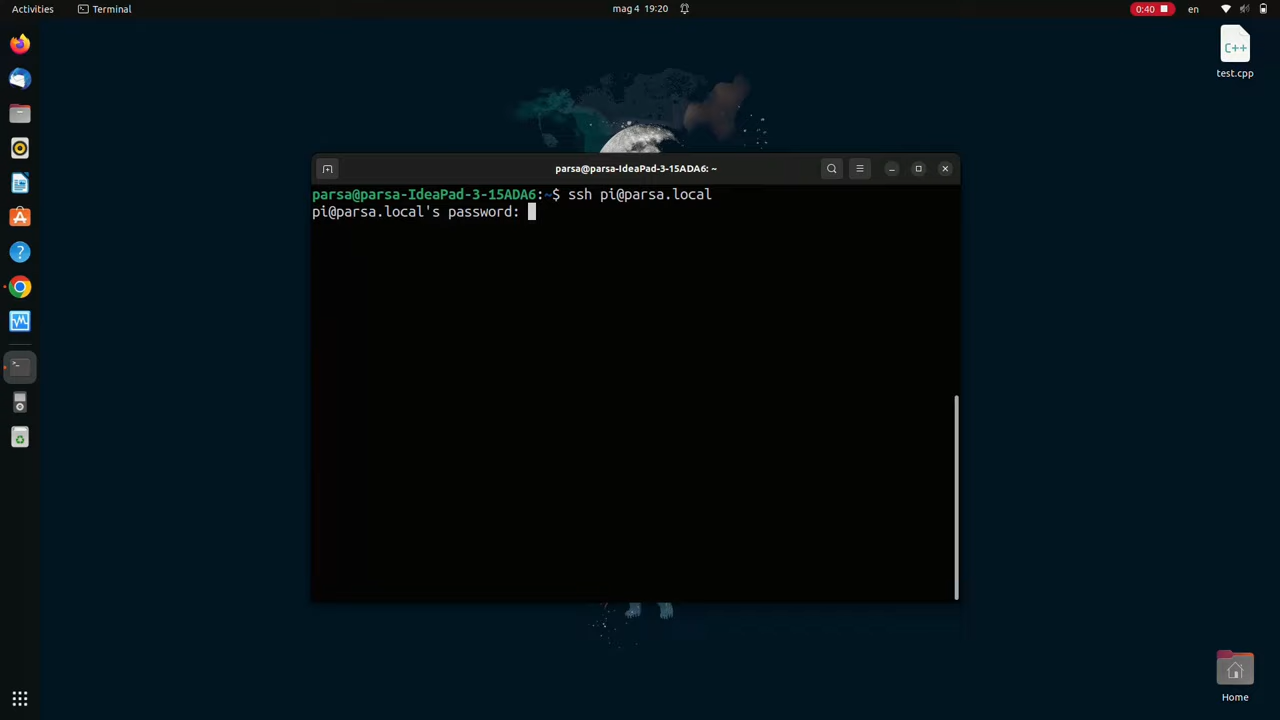 Activities
Terminal
mag 4 19:20
0:40
en
C++
test.cpp
parsa@parsa-IdeaPad-3-15ADA6: ~
parsa@parsa-IdeaPad-3-15ADA6:~$ ssh pi@parsa.local
pi@parsa.local's password:
Home